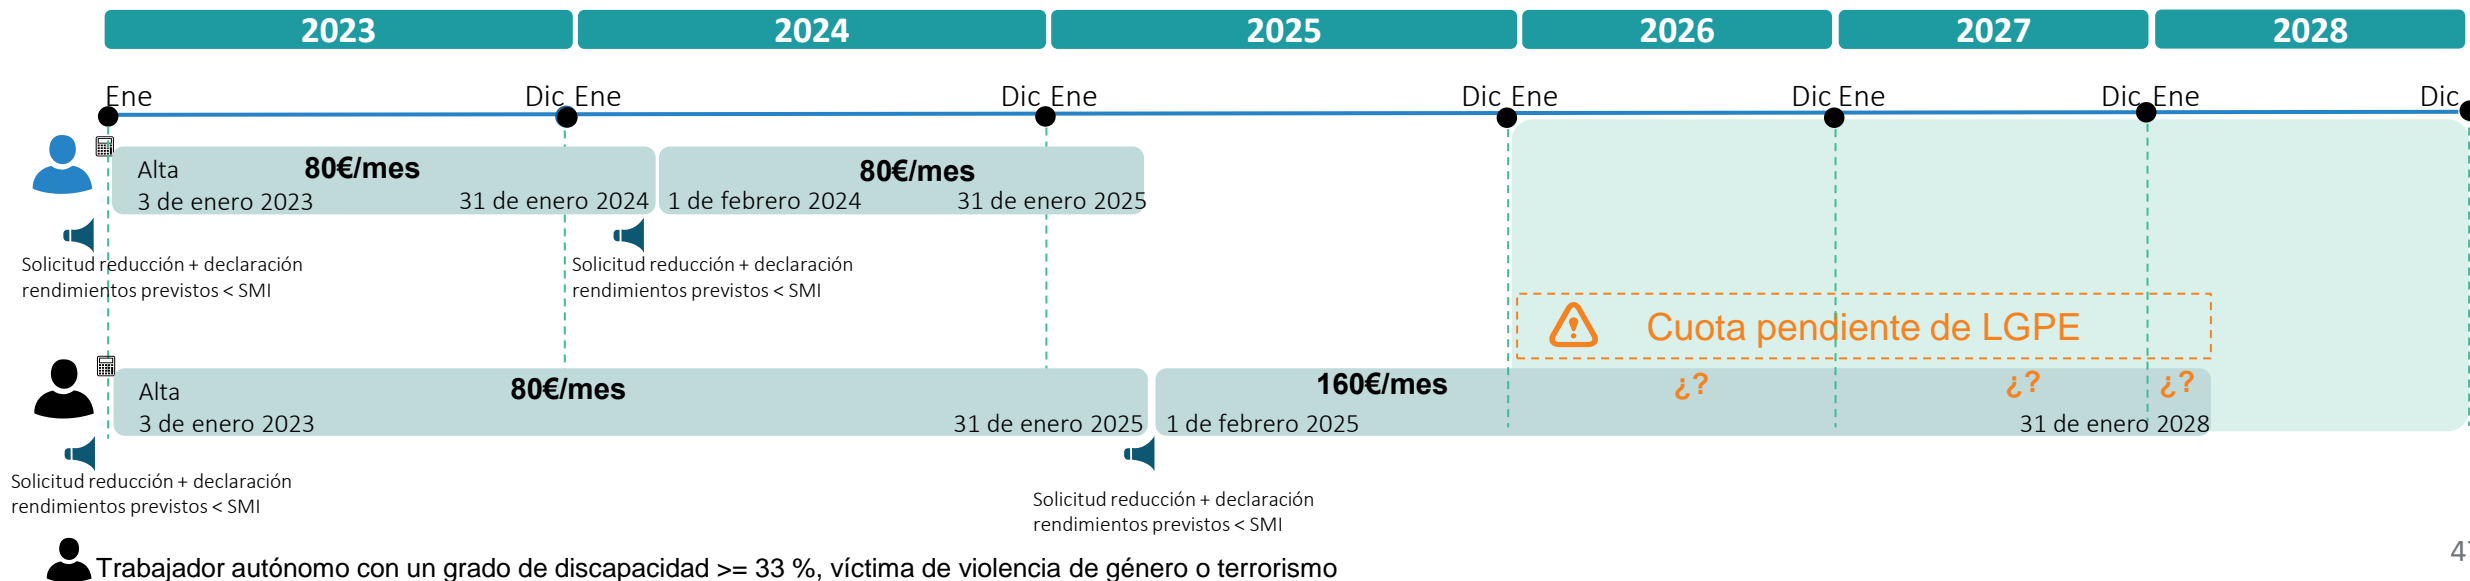 2023 2024 2025 2026 2027 2028
Ene Dic Ene Dic Ene Dic Ene Dic Ene Dic Ene Dic
Alta 80€/mes 80€/mes
3 de enero 2023 31 de enero 2024 1 de febrero 2024 31 de enero 2025
Solicitud reducción + declaración
rendimientos previstos < SMI
Solicitud reducción + declaración
rendimientos previstos < SMI
Cuota pendiente de LGPE
Alta 80€/mes 160€/mes ¿? ¿? ¿?
3 de enero 2023 31 de enero 2025 1 de febrero 2025 31 de enero 2028
Solicitud reducción + declaración
rendimientos previstos < SMI
Solicitud reducción + declaración
rendimientos previstos < SMI
Trabajador autónomo con un grado de discapacidad >= 33 %, víctima de violencia de género o terrorismo